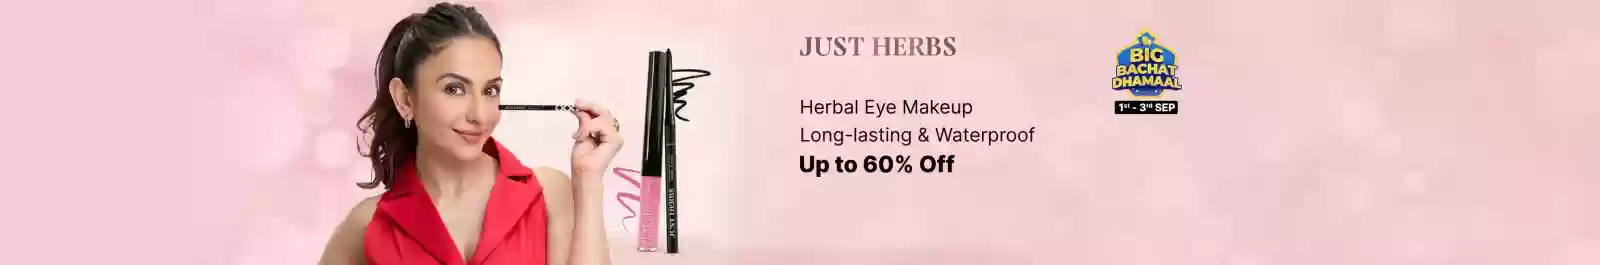 JUST HERBS
Herbal Eye Makeup
Long-lasting & Waterproof
Up to 60% Off
BIG
BACHAT
DHAMAAL
1st - 3rd SEP
JUST HERBS